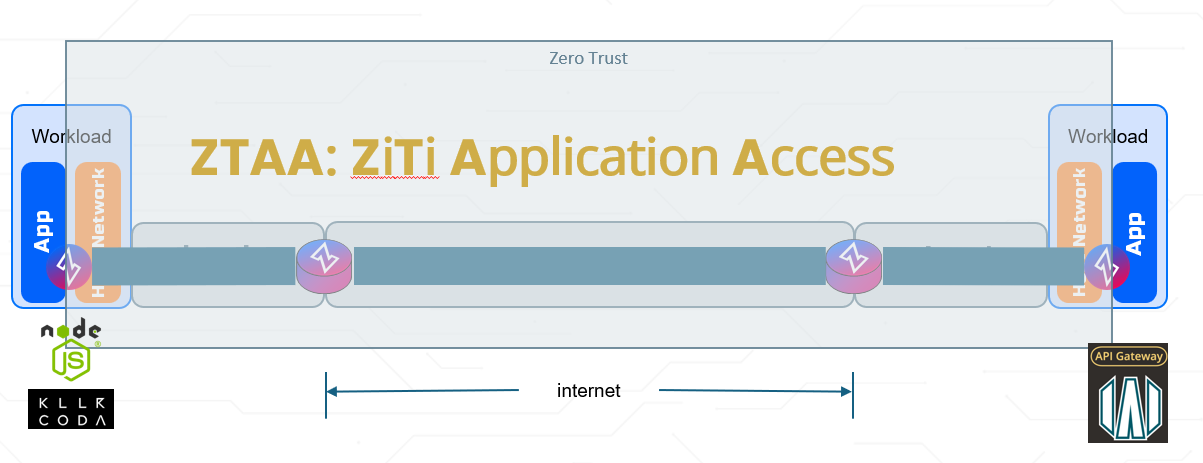 Zero Trust
Workload
Workload
ZTAA: ZiTi Application Access
App
Network
Network
App
node
JS
KLLR
CODA
API Gateway
internet